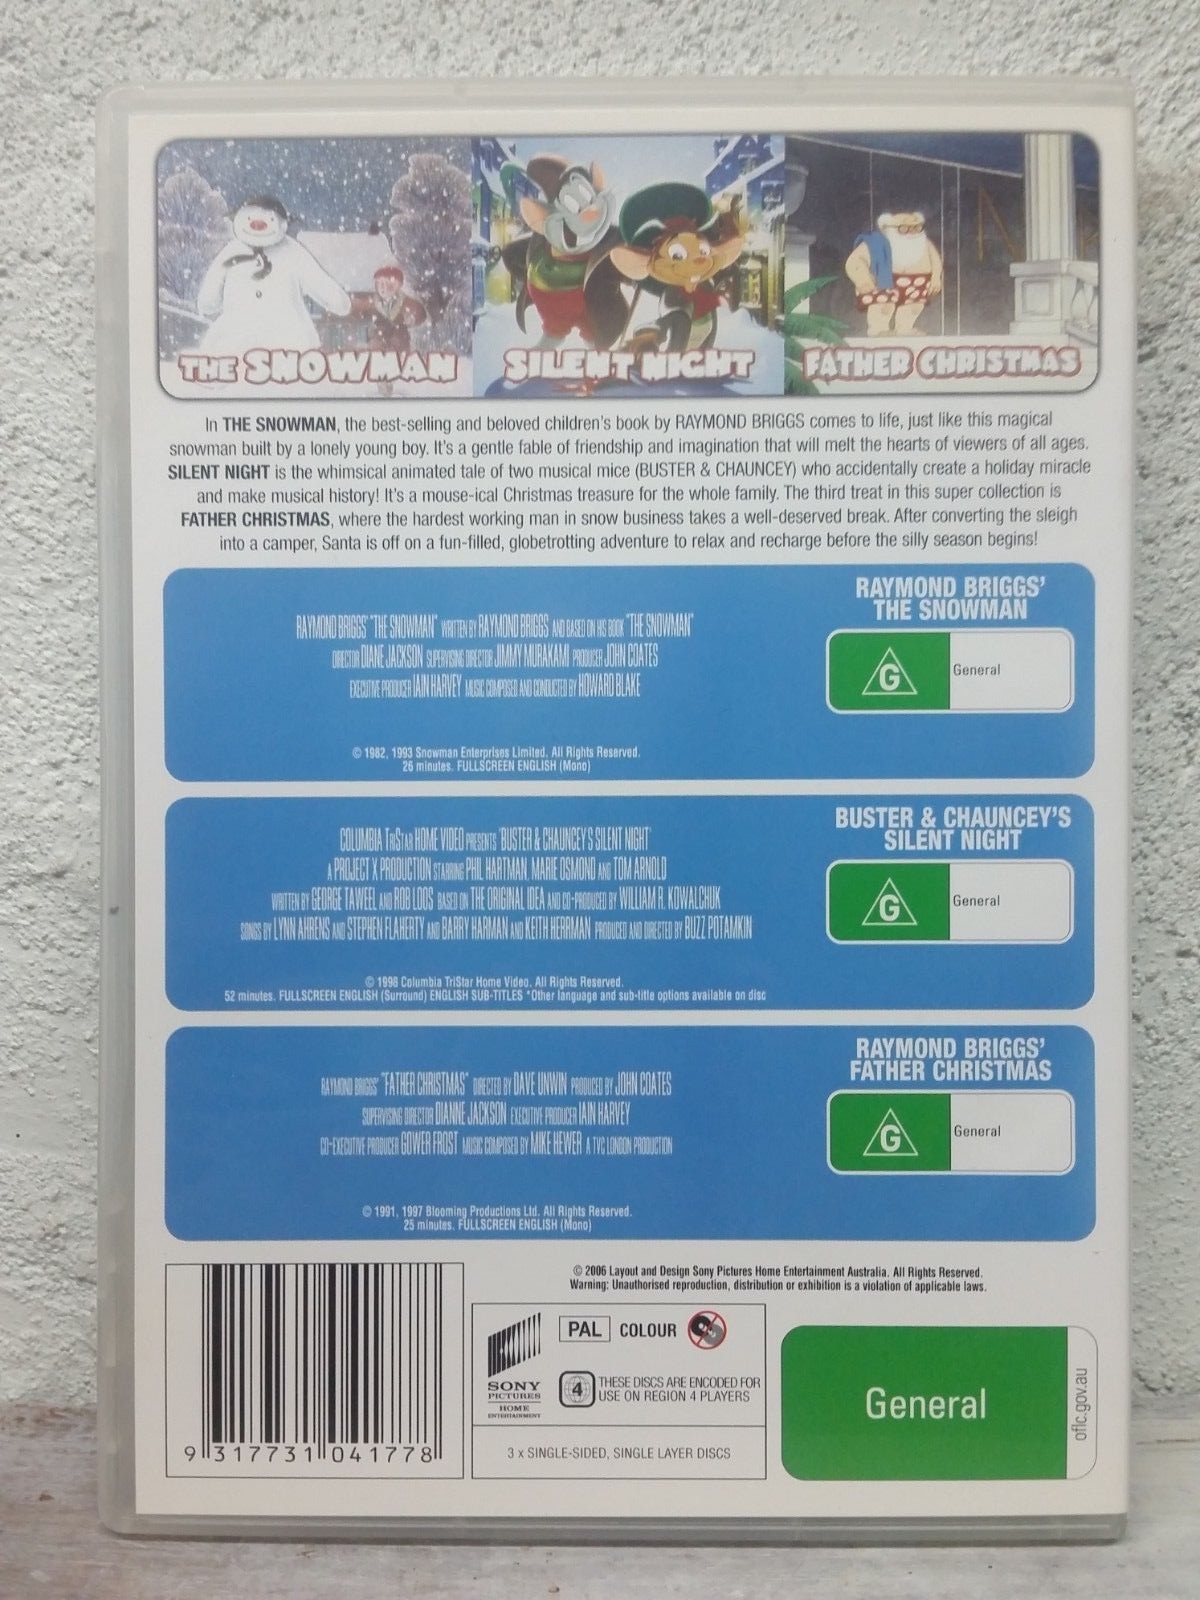 THE SNOWMAN
SILENT NIGHT
FATHER CHRISTMAS
In THE SNOWMAN, the best-selling and beloved children's book by RAYMOND BRIGGS comes to life, just like this magical
snowman built by a lonely young boy. It's a gentle fable of friendship and imagination that will melt the hearts of viewers of all ages.
SILENT NIGHT is the whimsical animated tale of two musical mice (BUSTER & CHAUNCEY) who accidentally create a holiday miracle
and make musical history! It's a mouse-ical Christmas treasure for the whole family. The third treat in this super collection is
FATHER CHRISTMAS, where the hardest working man in snow business takes a well-deserved break. After converting the sleigh
into a camper, Santa is off on a fun-filled, globetrotting adventure to relax and recharge before the silly season begins!
RAYMOND BRIGGS'
THE SNOWMAN
G General
RAYMOND BRIGGS' "THE SNOWMAN" WRITTEN BY RAYMOND BRIGGS AND BASED ON HIS BOOK "THE SNOWMAN"
DIRECTOR DIANE JACKSON SUPERVISING DIRECTOR JIMMY MURAKAMI PRODUCER JOHN COATES
EXECUTIVE PRODUCER IAIN HARVEY MUSIC COMPOSED AND CONDUCTED BY HOWARD BLAKE
© 1982, 1993 Snowman Enterprises Limited. All Rights Reserved.
26 minutes. FULLSCREEN ENGLISH (Mono)
BUSTER & CHAUNCEY'S
SILENT NIGHT
G General
COLUMBIA TRISTAR HOME VIDEO PRESENTS 'BUSTER & CHAUNCEY'S SILENT NIGHT'
A PROJECT X PRODUCTION STARRING PHIL HARTMAN, MARIE OSMOND AND TOM ARNOLD
WRITTEN BY GEORGE TAWEEL AND ROB LOOS BASED ON THE ORIGINAL IDEA AND CO-PRODUCED BY WILLIAM R. KOWALCHUK
SONGS BY LYNN AHRENS AND STEPHEN FLAHERTY AND BARRY HARMAN AND KEITH HERRMAN PRODUCED AND DIRECTED BY BUZZ POTAMKIN
© 1998 Columbia TriStar Home Video. All Rights Reserved.
52 minutes. FULLSCREEN ENGLISH (Surround) ENGLISH SUB-TITLES *Other language and sub-title options available on disc
RAYMOND BRIGGS'
FATHER CHRISTMAS
G General
RAYMOND BRIGGS' "FATHER CHRISTMAS" DIRECTED BY DAVE UNWIN PRODUCED BY JOHN COATES
SUPERVISING DIRECTOR DIANNE JACKSON EXECUTIVE PRODUCER IAIN HARVEY
CO-EXECUTIVE PRODUCER GOWER FROST MUSIC COMPOSED BY MIKE HEWER A TVC LONDON PRODUCTION
© 1991, 1997 Blooming Productions Ltd. All Rights Reserved.
25 minutes. FULLSCREEN ENGLISH (Mono)
© 2006 Layout and Design Sony Pictures Home Entertainment Australia. All Rights Reserved.
Warning: Unauthorised reproduction, distribution or exhibition is a violation of applicable laws.
9 317731 041778
SONY
PICTURES
HOME
ENTERTAINMENT
PAL COLOUR
4 THESE DISCS ARE ENCODED FOR
USE ON REGION 4 PLAYERS
3 x SINGLE-SIDED, SINGLE LAYER DISCS
General
oflc.gov.au